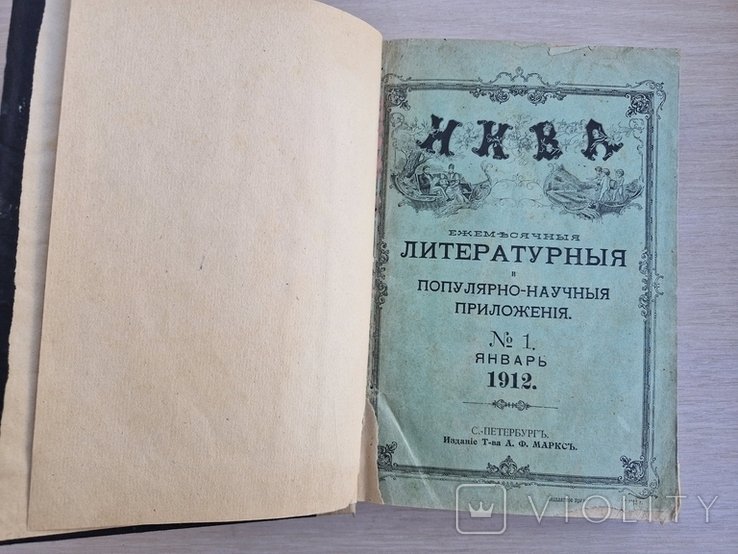 НИВА
ЕЖЕМѢСЯЧНЫЯ
ЛИТЕРАТУРНЫЯ
и
ПОПУЛЯРНО-НАУЧНЫЯ
ПРИЛОЖЕНІЯ.
№ 1.
ЯНВАРЬ
1912.
С.-ПЕТЕРБУРГЪ.
Изданіе Т-ва А. Ф. МАРКСЪ.
VIOLITY